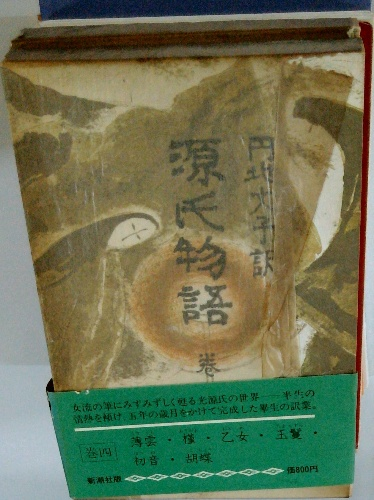 円地文子訳
源氏物語
巻
女流の筆にみずみずしく甦る光源氏の世界──半生の
情熱を傾け 五年の歳月をかけて完成した畢生の訳業。
巻四
薄雲・槿・乙女・玉鬘・
初音・胡蝶
新潮社版
価800円